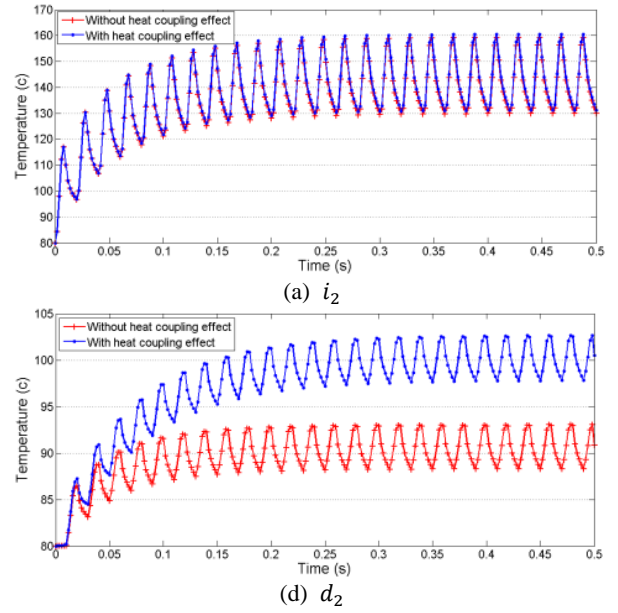 160
150
140
130
120
110
100
90
80
Temperature (c)
Without heat coupling effect
With heat coupling effect
0 0.05 0.1 0.15 0.2 0.25 0.3 0.35 0.4 0.45 0.5
Time (s)
(a) i₂
105
100
95
90
85
80
Temperature (c)
Without heat coupling effect
With heat coupling effect
0 0.05 0.1 0.15 0.2 0.25 0.3 0.35 0.4 0.45 0.5
Time (s)
(d) d₂